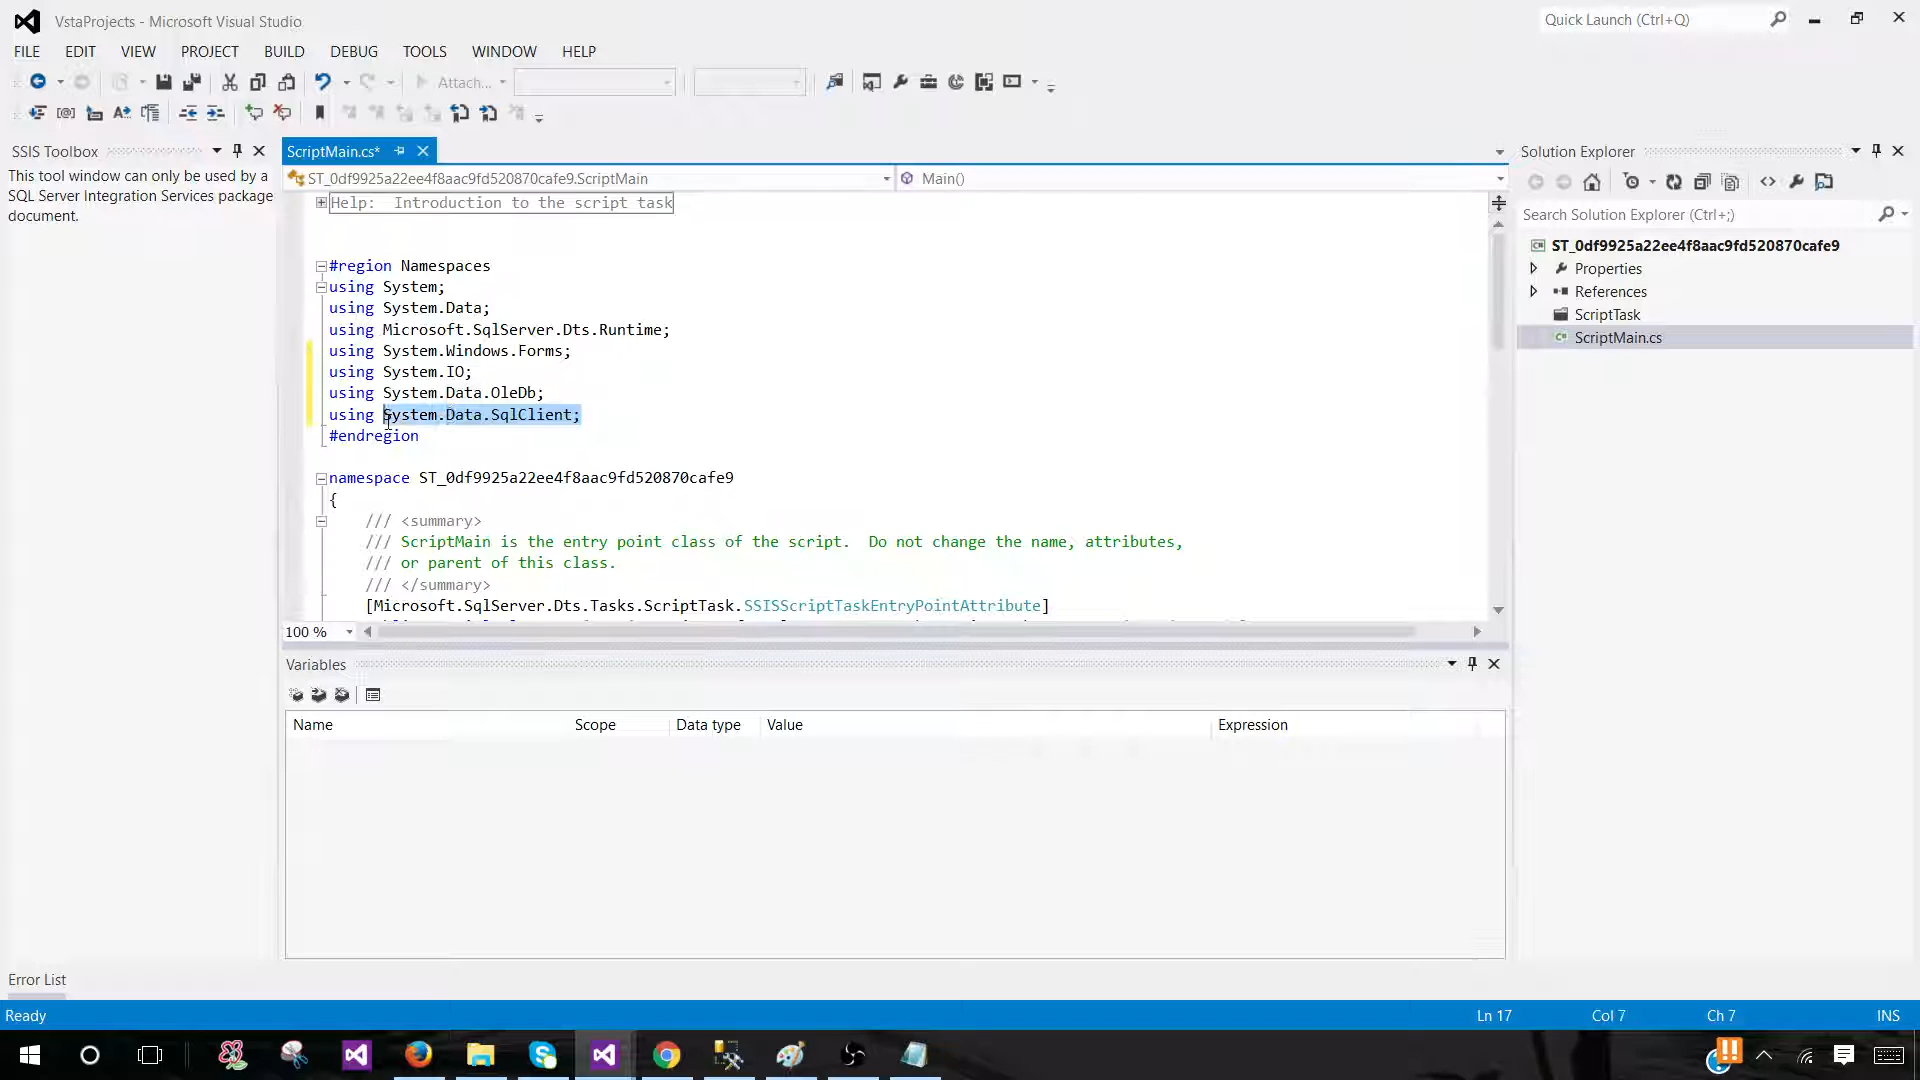 VstaProjects - Microsoft Visual Studio
Quick Launch (Ctrl+Q)
FILE EDIT VIEW PROJECT BUILD DEBUG TOOLS WINDOW HELP
Attach...
SSIS Toolbox
This tool window can only be used by a
SQL Server Integration Services package
document.
ScriptMain.cs*
ST_0df9925a22ee4f8aac9fd520870cafe9.ScriptMain
Main()
Help:  Introduction to the script task
#region Namespaces
using System;
using System.Data;
using Microsoft.SqlServer.Dts.Runtime;
using System.Windows.Forms;
using System.IO;
using System.Data.OleDb;
using System.Data.SqlClient;
#endregion
namespace ST_0df9925a22ee4f8aac9fd520870cafe9
{
/// <summary>
/// ScriptMain is the entry point class of the script.  Do not change the name, attributes,
/// or parent of this class.
/// </summary>
[Microsoft.SqlServer.Dts.Tasks.ScriptTask.SSISScriptTaskEntryPointAttribute]
100 %
Variables
Name Scope Data type Value Expression
Solution Explorer
Search Solution Explorer (Ctrl+;)
ST_0df9925a22ee4f8aac9fd520870cafe9
Properties
References
ScriptTask
ScriptMain.cs
Error List
Ready
Ln 17 Col 7 Ch 7 INS